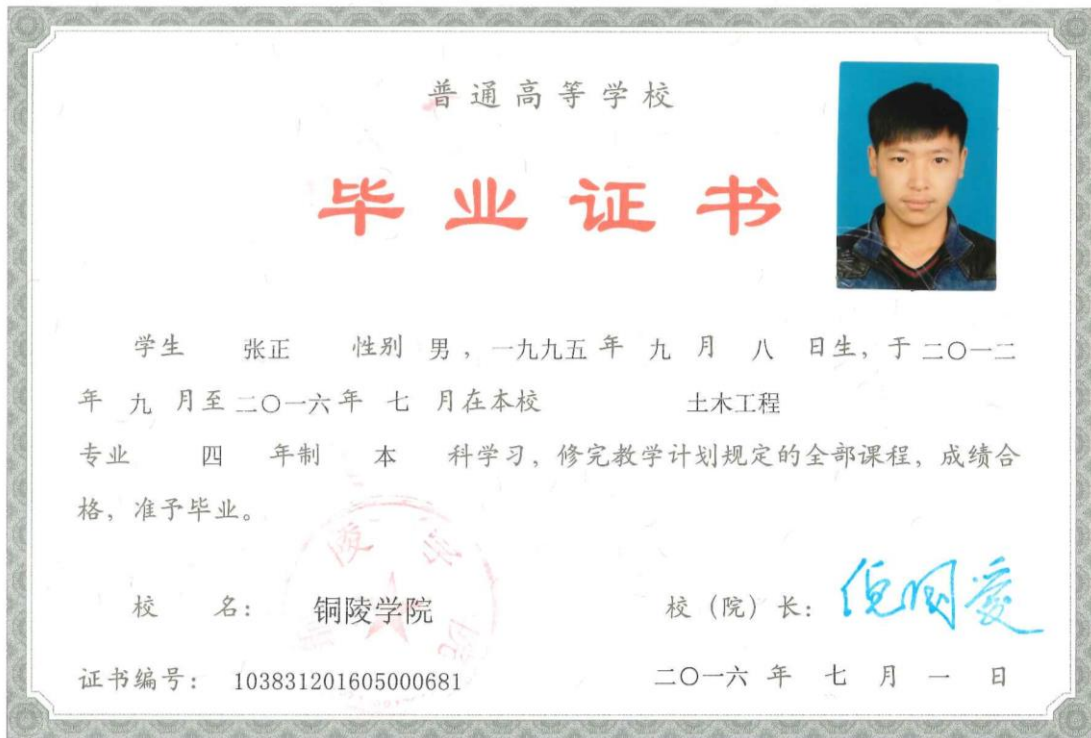 普通高等学校
毕业证书
学生 张正 性别 男，一九九五 年 九 月 八 日生，于 二〇一二
年 九 月至 二〇一六 年 七 月在本校 土木工程
专业 四 年制 本 科学习，修完教学计划规定的全部课程，成绩合
格，准予毕业。
校 名： 铜陵学院 校（院）长： 倪国爱
证书编号： 103831201605000681 二〇一六 年 七 月 一 日